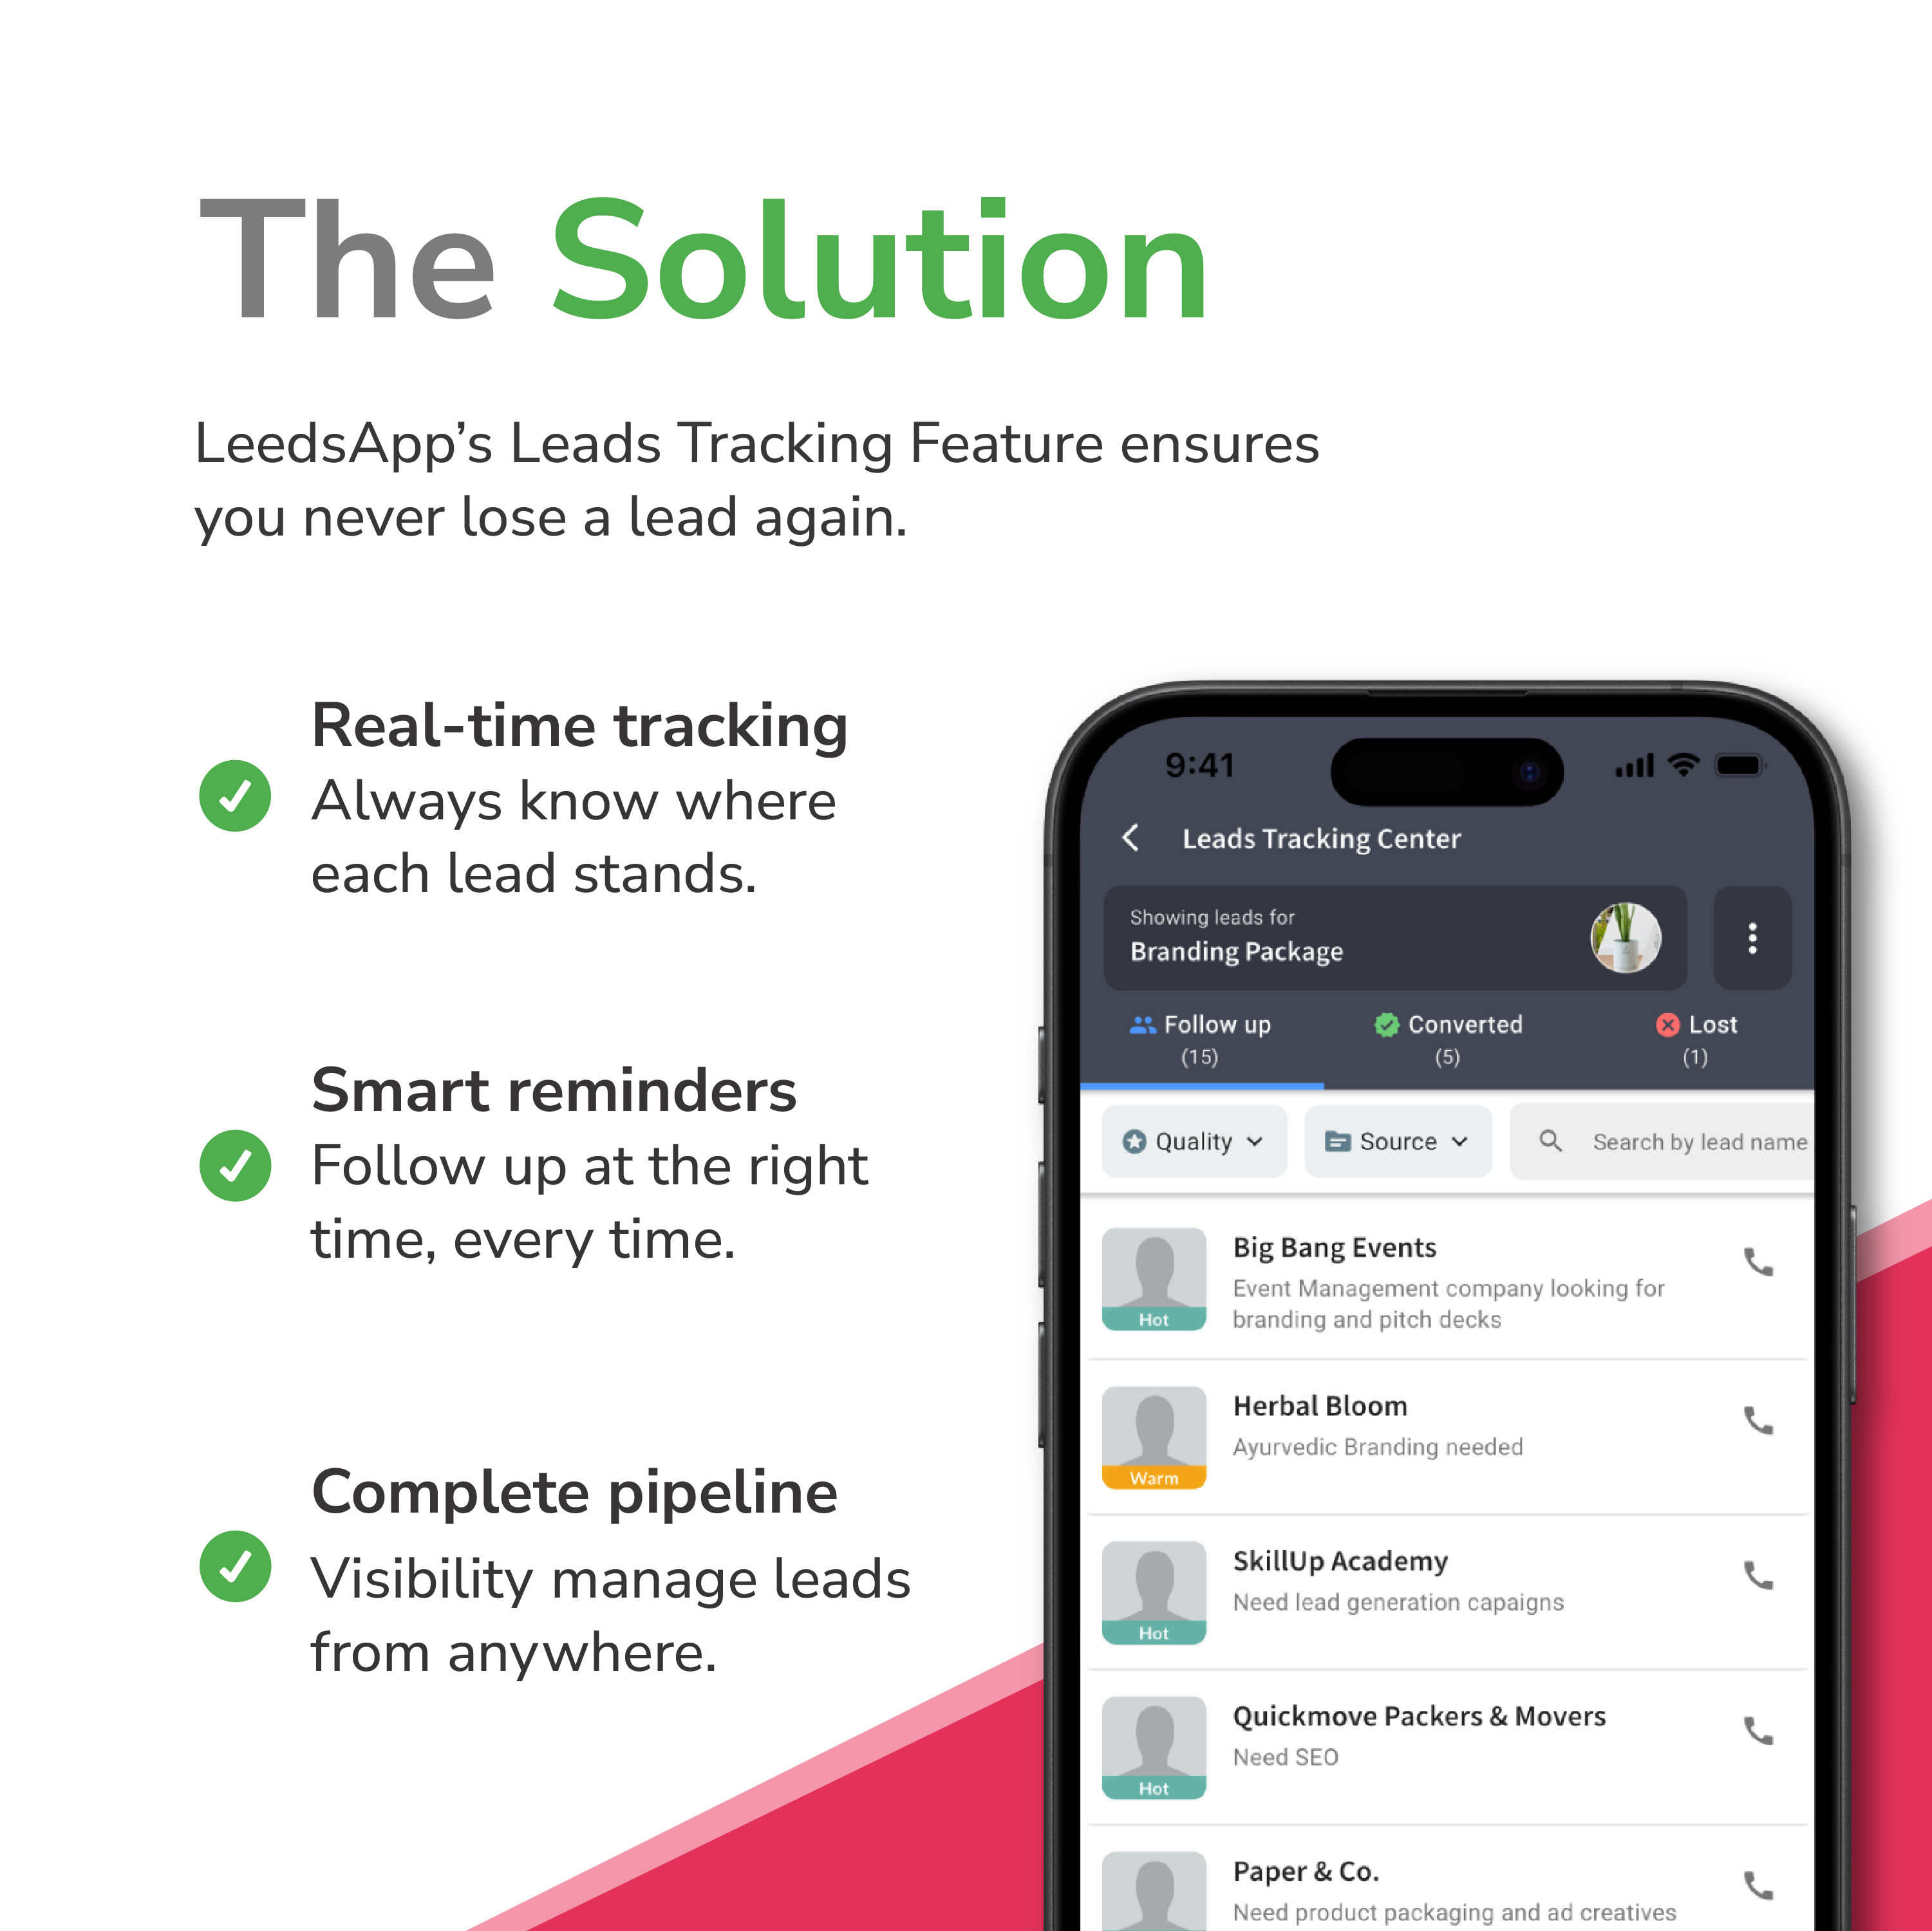 The Solution
LeedsApp’s Leads Tracking Feature ensures
you never lose a lead again.
Real-time tracking
Always know where
each lead stands.
Smart reminders
Follow up at the right
time, every time.
Complete pipeline
Visibility manage leads
from anywhere.
9:41
Leads Tracking Center
Showing leads for
Branding Package
Follow up
(15)
Converted
(5)
Lost
(1)
Quality
Source
Search by lead name
Big Bang Events
Event Management company looking for
branding and pitch decks
Hot
Herbal Bloom
Ayurvedic Branding needed
Warm
SkillUp Academy
Need lead generation capaigns
Hot
Quickmove Packers & Movers
Need SEO
Hot
Paper & Co.
Need product packaging and ad creatives